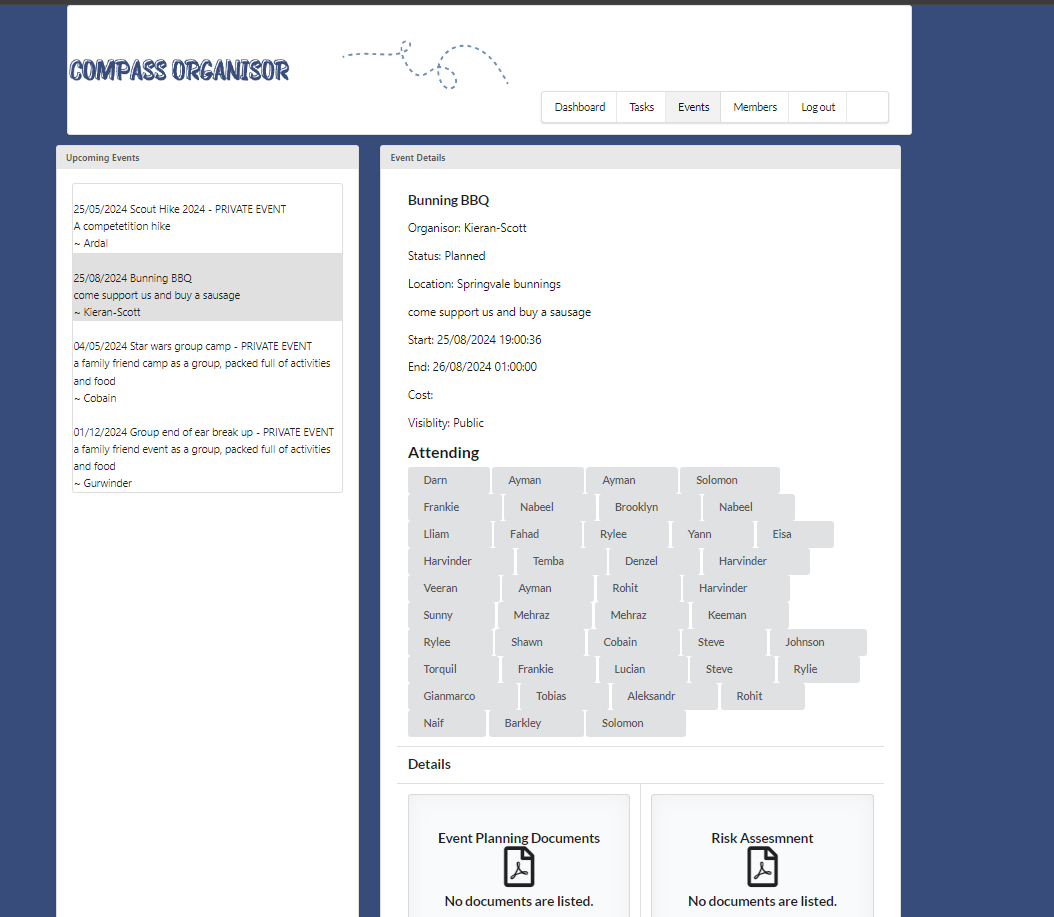 COMPASS ORGANISOR
Dashboard Tasks Events Members Log out
Upcoming Events
25/05/2024 Scout Hike 2024 - PRIVATE EVENT
A competetition hike
~ Ardal
25/08/2024 Bunning BBQ
come support us and buy a sausage
~ Kieran-Scott
04/05/2024 Star wars group camp - PRIVATE EVENT
a family friend camp as a group, packed full of activities
and food
~ Cobain
01/12/2024 Group end of ear break up - PRIVATE EVENT
a family friend event as a group, packed full of activities
and food
~ Gurwinder
Event Details
Bunning BBQ
Organisor: Kieran-Scott
Status: Planned
Location: Springvale bunnings
come support us and buy a sausage
Start: 25/08/2024 19:00:36
End: 26/08/2024 01:00:00
Cost:
Visiblity: Public
Attending
Darn Ayman Ayman Solomon
Frankie Nabeel Brooklyn Nabeel
Lliam Fahad Rylee Yann Eisa
Harvinder Temba Denzel Harvinder
Veeran Ayman Rohit Harvinder
Sunny Mehraz Mehraz Keeman
Rylee Shawn Cobain Steve Johnson
Torquil Frankie Lucian Steve Rylie
Gianmarco Tobias Aleksandr Rohit
Naif Barkley Solomon
Details
Event Planning Documents
No documents are listed.
Risk Assesmnent
No documents are listed.